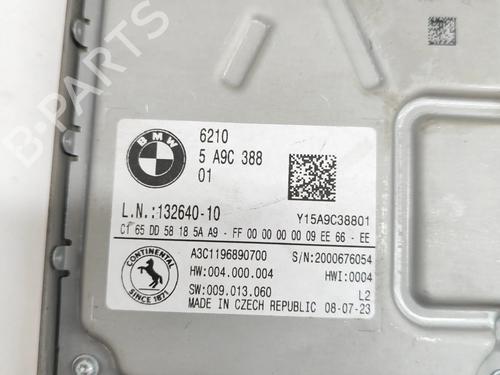 B-PARTS
BMW
6210
5 A9C 388
01
L.N.:132640-10
Y15A9C38801
C1 65 DD 58 18 5A A9 - FF 00 00 00 00 09 EE 66 - EE
CONTINENTAL
SINCE 1871
A3C1196890700
S/N:2000676054
HW:004.000.004
HWI:0004
SW:009.013.060
L2
MADE IN CZECH REPUBLIC 08-07-23